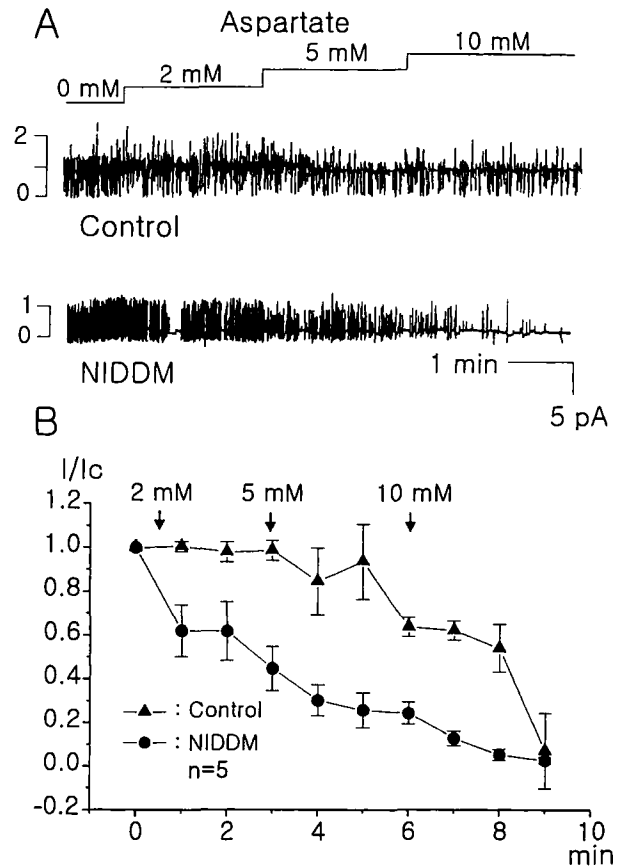 A
Aspartate
0 mM 2 mM 5 mM 10 mM
2
0
Control
1
0
NIDDM
1 min
5 pA
B
I/Ic
2 mM 5 mM 10 mM
1.2
1.0
0.8
0.6
0.4
0.2
0.0
-0.2
: Control
: NIDDM
n=5
0 2 4 6 8 10
min